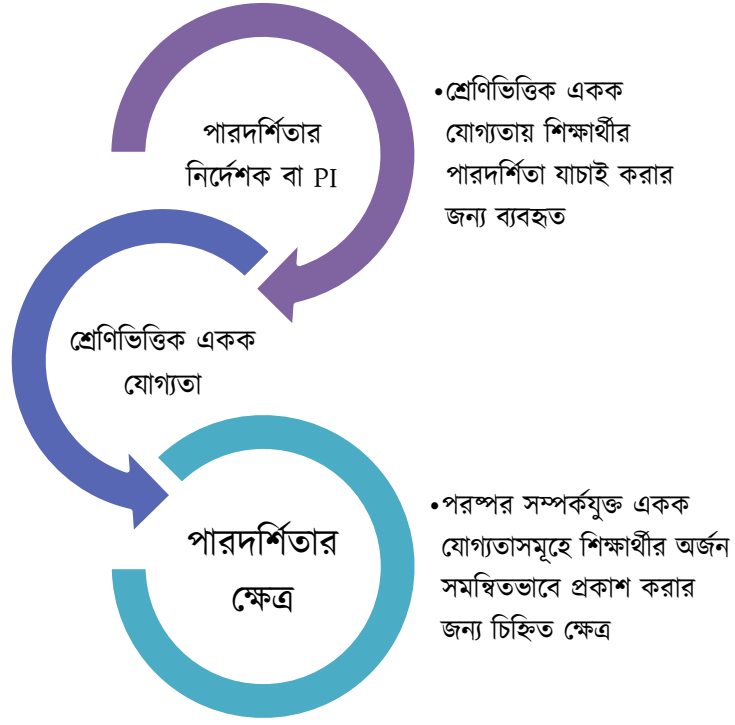 পারদর্শিতার
নির্দেশক বা PI
•শ্রেণিভিত্তিক একক
যোগ্যতায় শিক্ষার্থীর
পারদর্শিতা যাচাই করার
জন্য ব্যবহৃত
শ্রেণিভিত্তিক একক
যোগ্যতা
পারদর্শিতার
ক্ষেত্র
•পরষ্পর সম্পর্কযুক্ত একক
যোগ্যতাসমূহে শিক্ষার্থীর অর্জন
সমন্বিতভাবে প্রকাশ করার
জন্য চিহ্নিত ক্ষেত্র